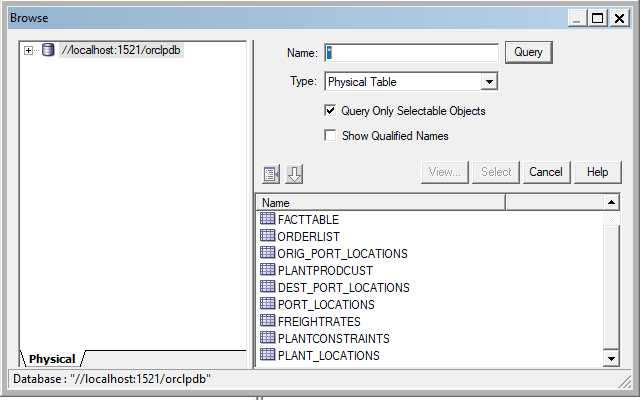 Browse
//localhost:1521/orclpdb
Name: *
Query
Type: Physical Table
Query Only Selectable Objects
Show Qualified Names
View... Select Cancel Help
Name
FACTTABLE
ORDERLIST
ORIG_PORT_LOCATIONS
PLANTPRODCUST
DEST_PORT_LOCATIONS
PORT_LOCATIONS
FREIGHTRATES
PLANTCONSTRAINTS
PLANT_LOCATIONS
Physical
Database : "//localhost:1521/orclpdb"